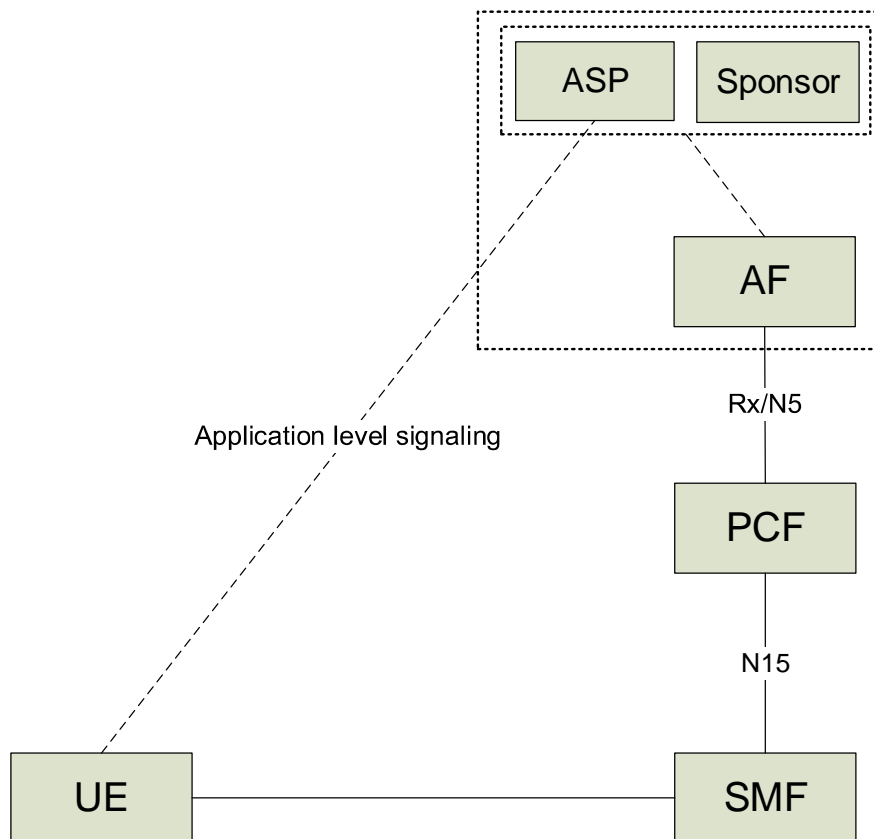 ASP
Sponsor
AF
Rx/N5
Application level signaling
PCF
N15
UE
SMF